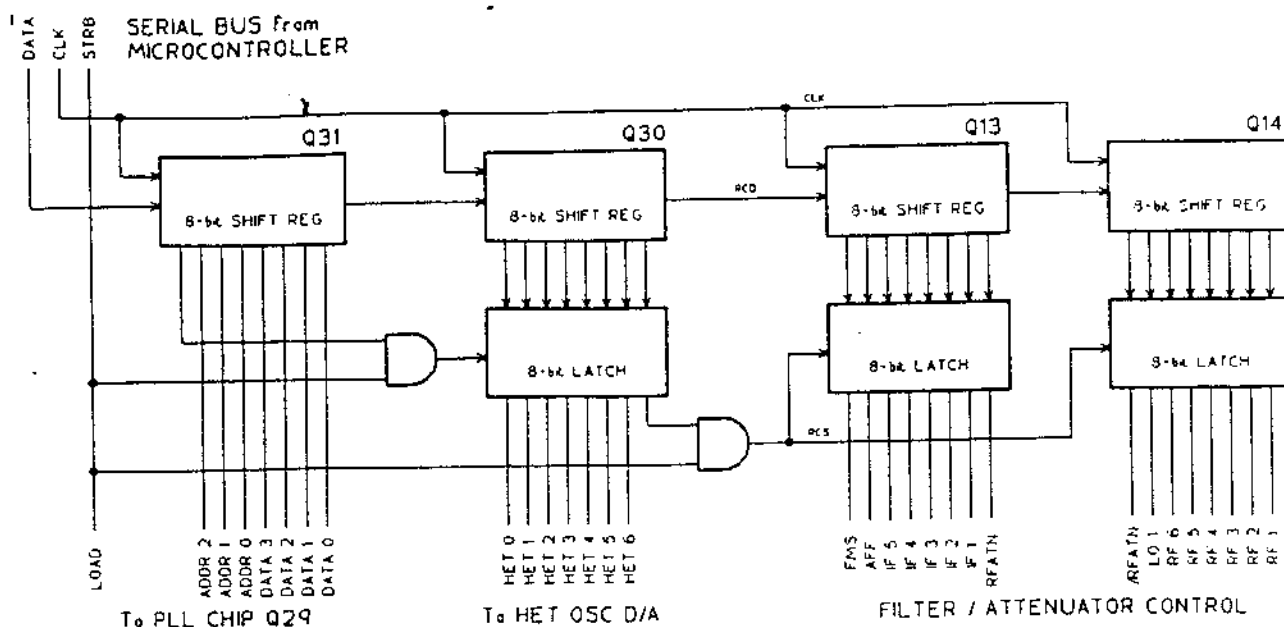 DATA
CLK
STRB
SERIAL BUS from
MICROCONTROLLER
CLK
Q31
Q30
Q13
Q14
8-bit SHIFT REG
8-bit SHIFT REG
RCD
8-bit SHIFT REG
8-bit SHIFT REG
8-bit LATCH
8-bit LATCH
8-bit LATCH
RCS
LOAD
ADDR 2
ADDR 1
ADDR 0
DATA 3
DATA 2
DATA 1
DATA 0
HET 0
HET 1
HET 2
HET 3
HET 4
HET 5
HET 6
FMS
AFF
IF 5
IF 4
IF 3
IF 2
IF 1
RFATN
/RFATN
LO 1
RF 6
RF 5
RF 4
RF 3
RF 2
RF 1
To PLL CHIP Q29
To HET OSC D/A
FILTER / ATTENUATOR CONTROL